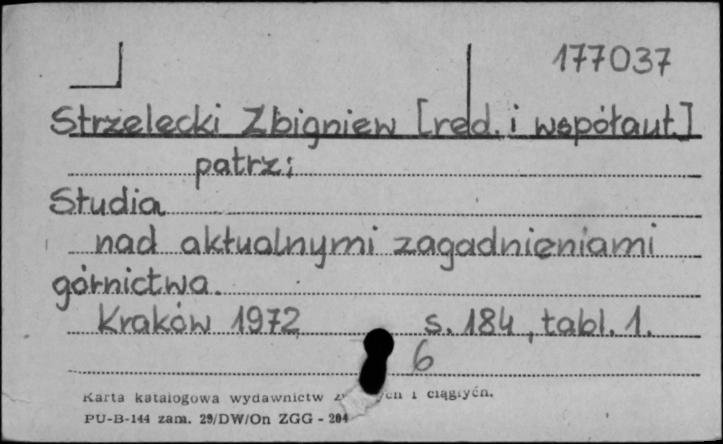 177037
Strzelecki Zbigniew [red. i współaut.]
patrz:
Studia
nad aktualnymi zagadnieniami
górnictwa.
Kraków 1972 s. 184, tabl. 1.
6
Karta katalogowa wydawnictw i ciągłych.
PU-B-144 zam. 29/DW/On ZGG - 204